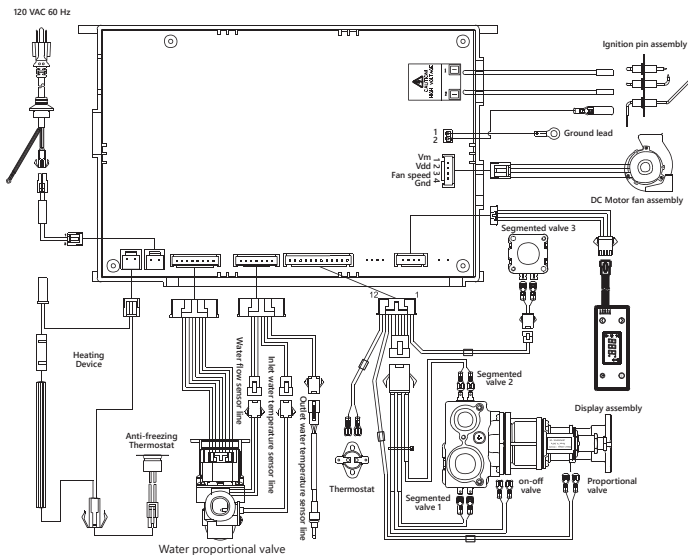 120 VAC 60 Hz
CAUTION!
HIGH VOLTAGE
Ignition pin assembly
1
2
Ground lead
Vm 1
Vdd 2
Fan speed 3
Gnd 4
DC Motor fan assembly
Segmented valve 3
12
1
Water flow sensor line
Inlet water temperature sensor line
Outlet water temperature sensor line
Heating
Device
Segmented
valve 2
Display assembly
Anti-freezing
Thermostat
Thermostat
Segmented
valve 1
on-off
valve
Proportional
valve
Water proportional valve